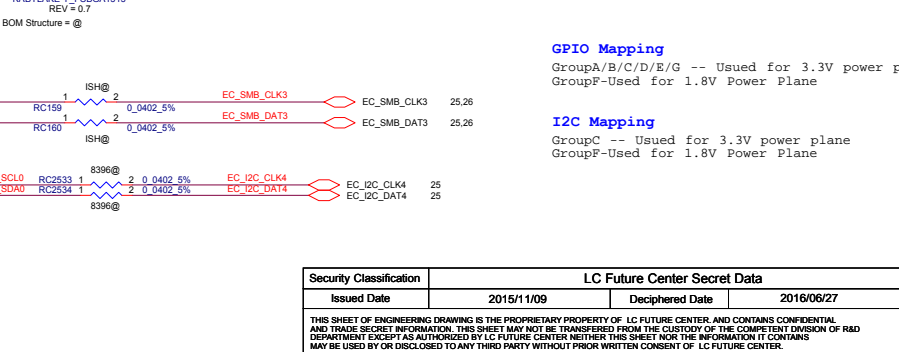 REV = 0.7
BOM Structure = @
GPIO Mapping
GroupA/B/C/D/E/G -- Usued for 3.3V power p
GroupF-Used for 1.8V Power Plane
I2C Mapping
GroupC -- Usued for 3.3V power plane
GroupF-Used for 1.8V Power Plane
ISH@
1 2 EC_SMB_CLK3 EC_SMB_CLK3 25,26
RC159 0_0402_5%
1 2 EC_SMB_DAT3 EC_SMB_DAT3 25,26
RC160 0_0402_5%
ISH@
8396@
SCL0 RC2533 1 2 0_0402_5% EC_I2C_CLK4 EC_I2C_CLK4 25
SDA0 RC2534 1 2 0_0402_5% EC_I2C_DAT4 EC_I2C_DAT4 25
8396@
Security Classification LC Future Center Secret Data
Issued Date 2015/11/09 Deciphered Date 2016/06/27
THIS SHEET OF ENGINEERING DRAWING IS THE PROPRIETARY PROPERTY OF LC FUTURE CENTER. AND CONTAINS CONFIDENTIAL
AND TRADE SECRET INFORMATION. THIS SHEET MAY NOT BE TRANSFERED FROM THE CUSTODY OF THE COMPETENT DIVISION OF R&D
DEPARTMENT EXCEPT AS AUTHORIZED BY LC FUTURE CENTER NEITHER THIS SHEET NOR THE INFORMATION IT CONTAINS
MAY BE USED BY OR DISCLOSED TO ANY THIRD PARTY WITHOUT PRIOR WRITTEN CONSENT OF LC FUTURE CENTER.